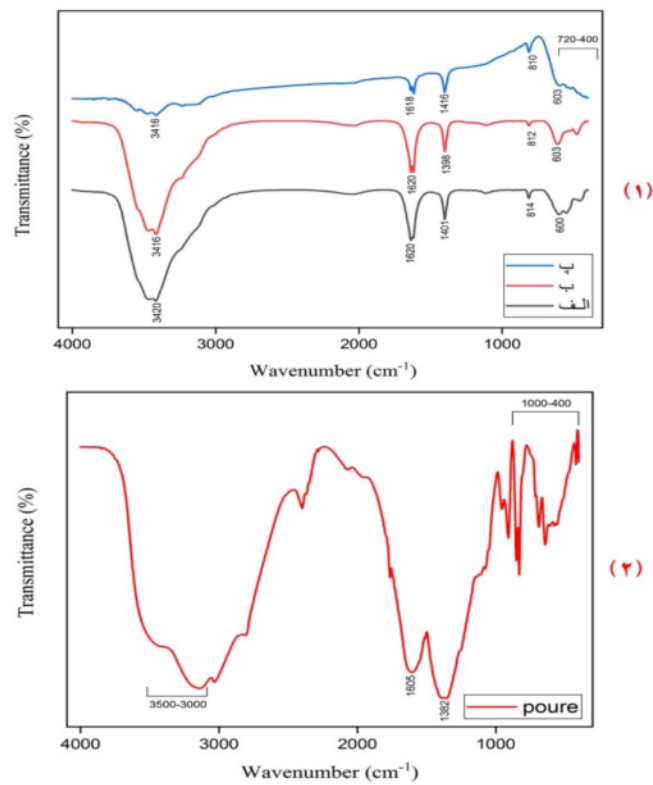 720-400
810
603
3416
1618
1416
812
603
3416
1620
1398
814
600
3420
1620
1401
Transmittance (%)
(۱)
پ
ب
الف
4000 3000 2000 1000
Wavenumber (cm⁻¹)
1000-400
Transmittance (%)
(۲)
3500-3000
1605
1382
poure
4000 3000 2000 1000
Wavenumber (cm⁻¹)